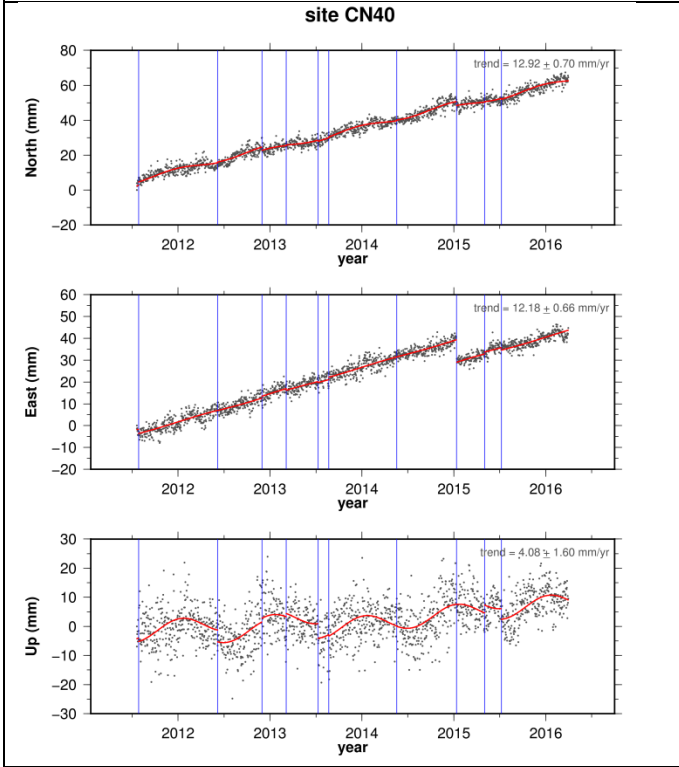 site CN40
80
60
40
20
0
−20
North (mm)
trend = 12.92 ± 0.70 mm/yr
2012 2013 2014 2015 2016
year
60
50
40
30
20
10
0
−10
−20
East (mm)
trend = 12.18 ± 0.66 mm/yr
2012 2013 2014 2015 2016
year
30
20
10
0
−10
−20
−30
Up (mm)
trend = 4.08 ± 1.60 mm/yr
2012 2013 2014 2015 2016
year